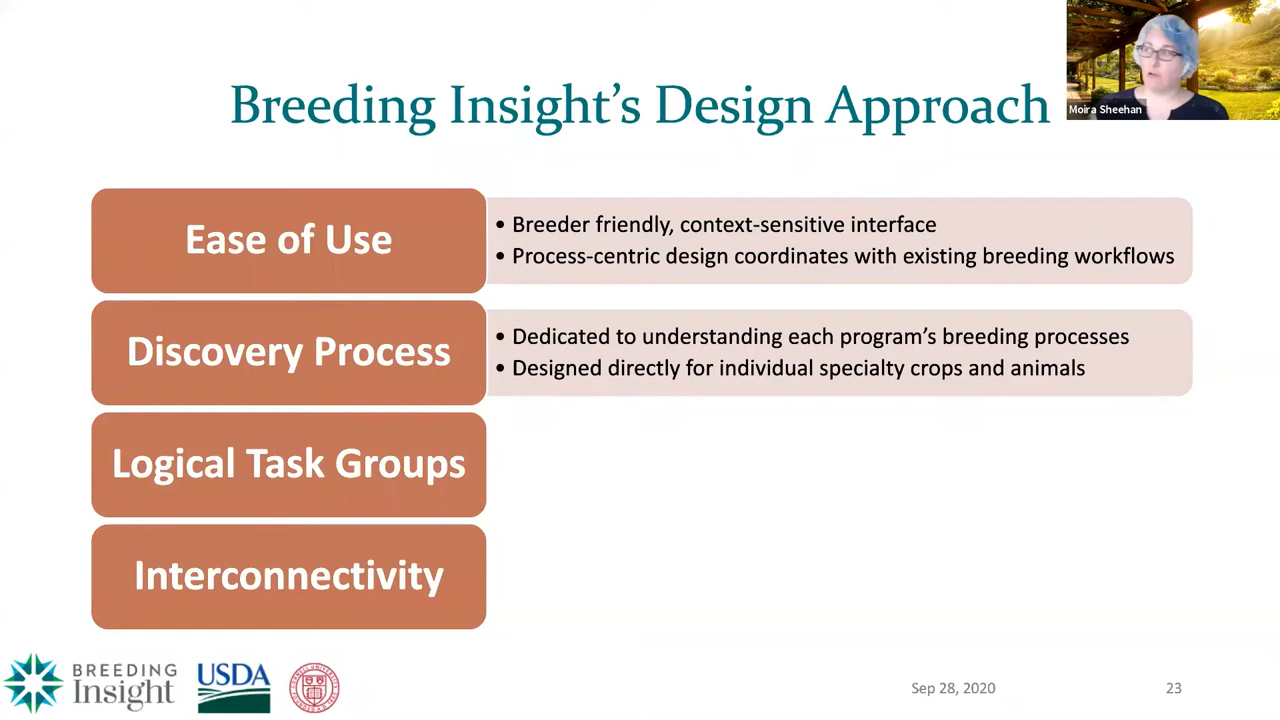 Breeding Insight's Design Approach
Moira Sheehan
Ease of Use
• Breeder friendly, context-sensitive interface
• Process-centric design coordinates with existing breeding workflows
Discovery Process
• Dedicated to understanding each program's breeding processes
• Designed directly for individual specialty crops and animals
Logical Task Groups
Interconnectivity
BREEDING
Insight
USDA
Sep 28, 2020
23